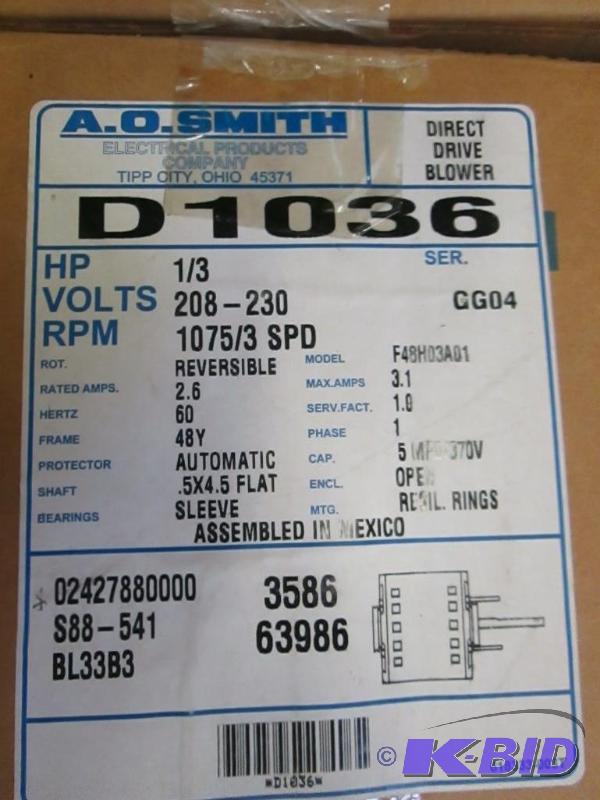 A.O.SMITH
ELECTRICAL PRODUCTS
COMPANY
TIPP CITY, OHIO 45371
DIRECT
DRIVE
BLOWER
D1036
HP 1/3 SER.
VOLTS 208-230 GG04
RPM 1075/3 SPD
ROT. REVERSIBLE MODEL F48H03A01
RATED AMPS. 2.6 MAX.AMPS 3.1
HERTZ 60 SERV.FACT. 1.0
FRAME 48Y PHASE 1
PROTECTOR AUTOMATIC CAP. 5 370V
SHAFT .5X4.5 FLAT ENCL. OPEN
BEARINGS SLEEVE MTG. RESIL. RINGS
ASSEMBLED IN MEXICO
02427880000 3586
S88-541 63986
BL33B3
*D1036*
© K-BID